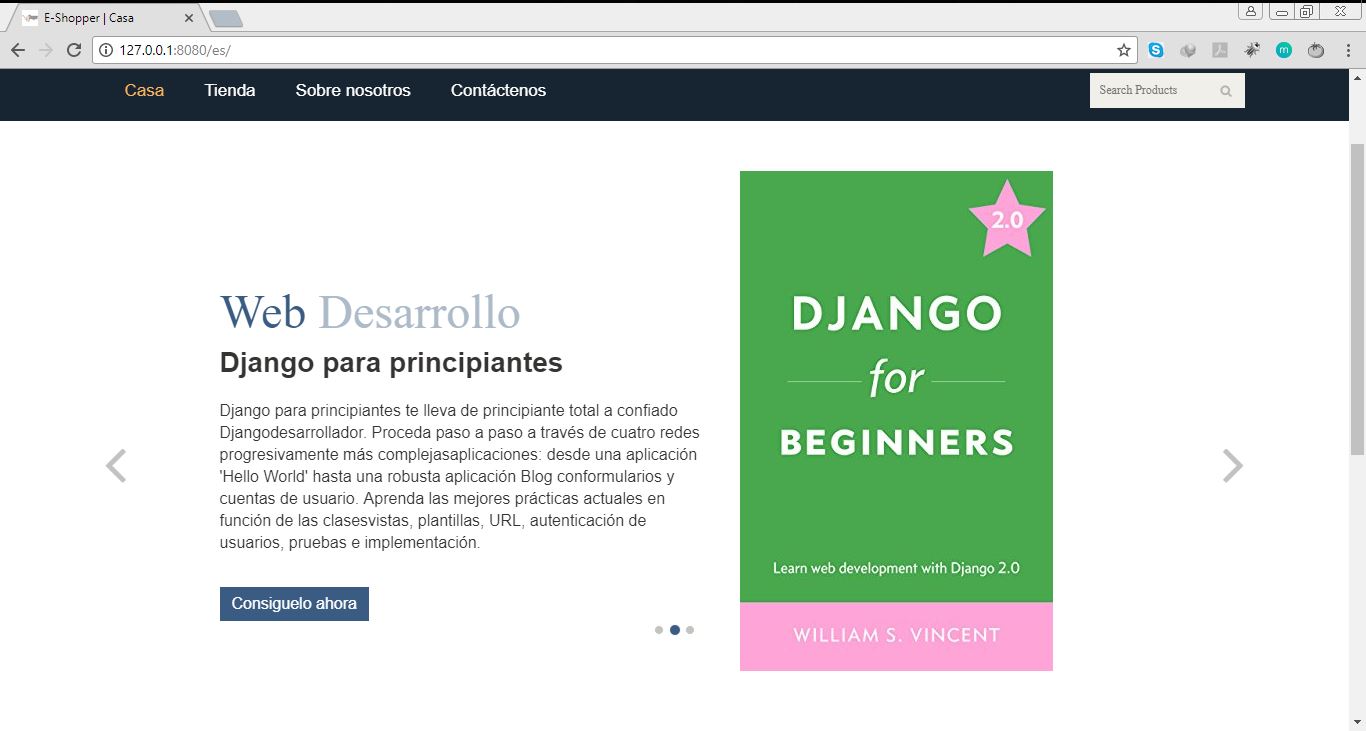 E-Shopper | Casa
127.0.0.1:8080/es/
Casa
Tienda
Sobre nosotros
Contáctenos
Search Products
Web Desarrollo
Django para principiantes
Django para principiantes te lleva de principiante total a confiado
Djangodesarrollador. Proceda paso a paso a través de cuatro redes
progresivamente más complejasaplicaciones: desde una aplicación
'Hello World' hasta una robusta aplicación Blog conformularios y
cuentas de usuario. Aprenda las mejores prácticas actuales en
función de las clasesvistas, plantillas, URL, autenticación de
usuarios, pruebas e implementación.
Consiguelo ahora
2.0
DJANGO
for
BEGINNERS
Learn web development with Django 2.0
WILLIAM S. VINCENT